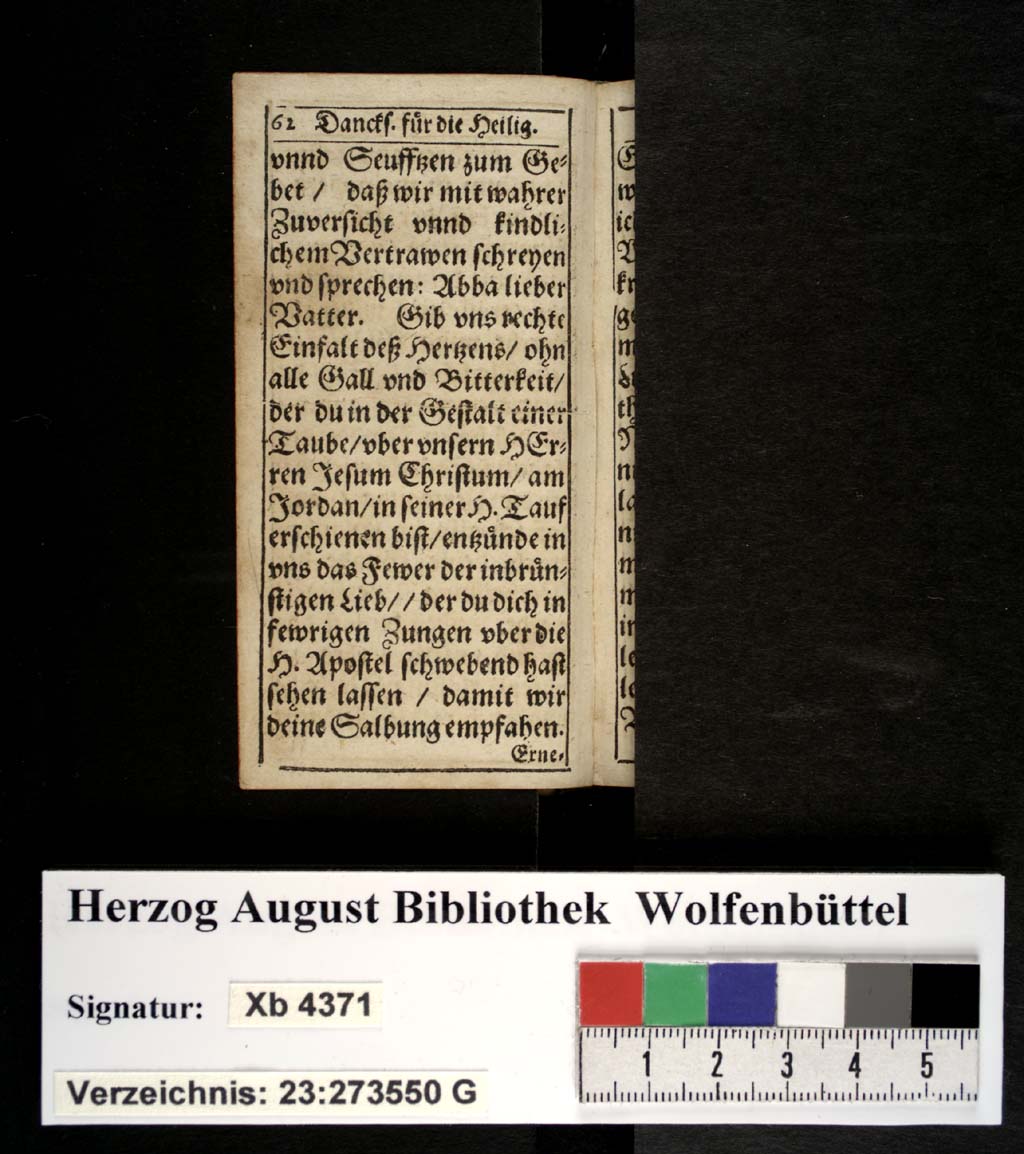 62 Dancks. für die Heilig.
vnnd Seufftzen zum Ge-
bet / daß wir mit wahrer
Zuversicht vnnd kindli-
chem Vertrawen schreyen
vnd sprechen: Abba lieber
Vatter. Gib vns rechte
Einfalt deß Hertzens/ ohn
alle Gall vnd Bitterkeit/
der du in der Gestalt einer
Taube/vber vnsern HEr-
ren Jesum Christum/ am
Jordan/in seiner H. Tauf
erschienen bist/entzünde in
vns das Fewer der inbrün-
stigen Lieb/ / der du dich in
fewrigen Zungen vber die
H. Apostel schwebend hast
sehen lassen / damit wir
deine Salbung empfahen.
Erne-
Herzog August Bibliothek Wolfenbüttel
Signatur: Xb 4371
1 2 3 4 5
Verzeichnis: 23:273550 G